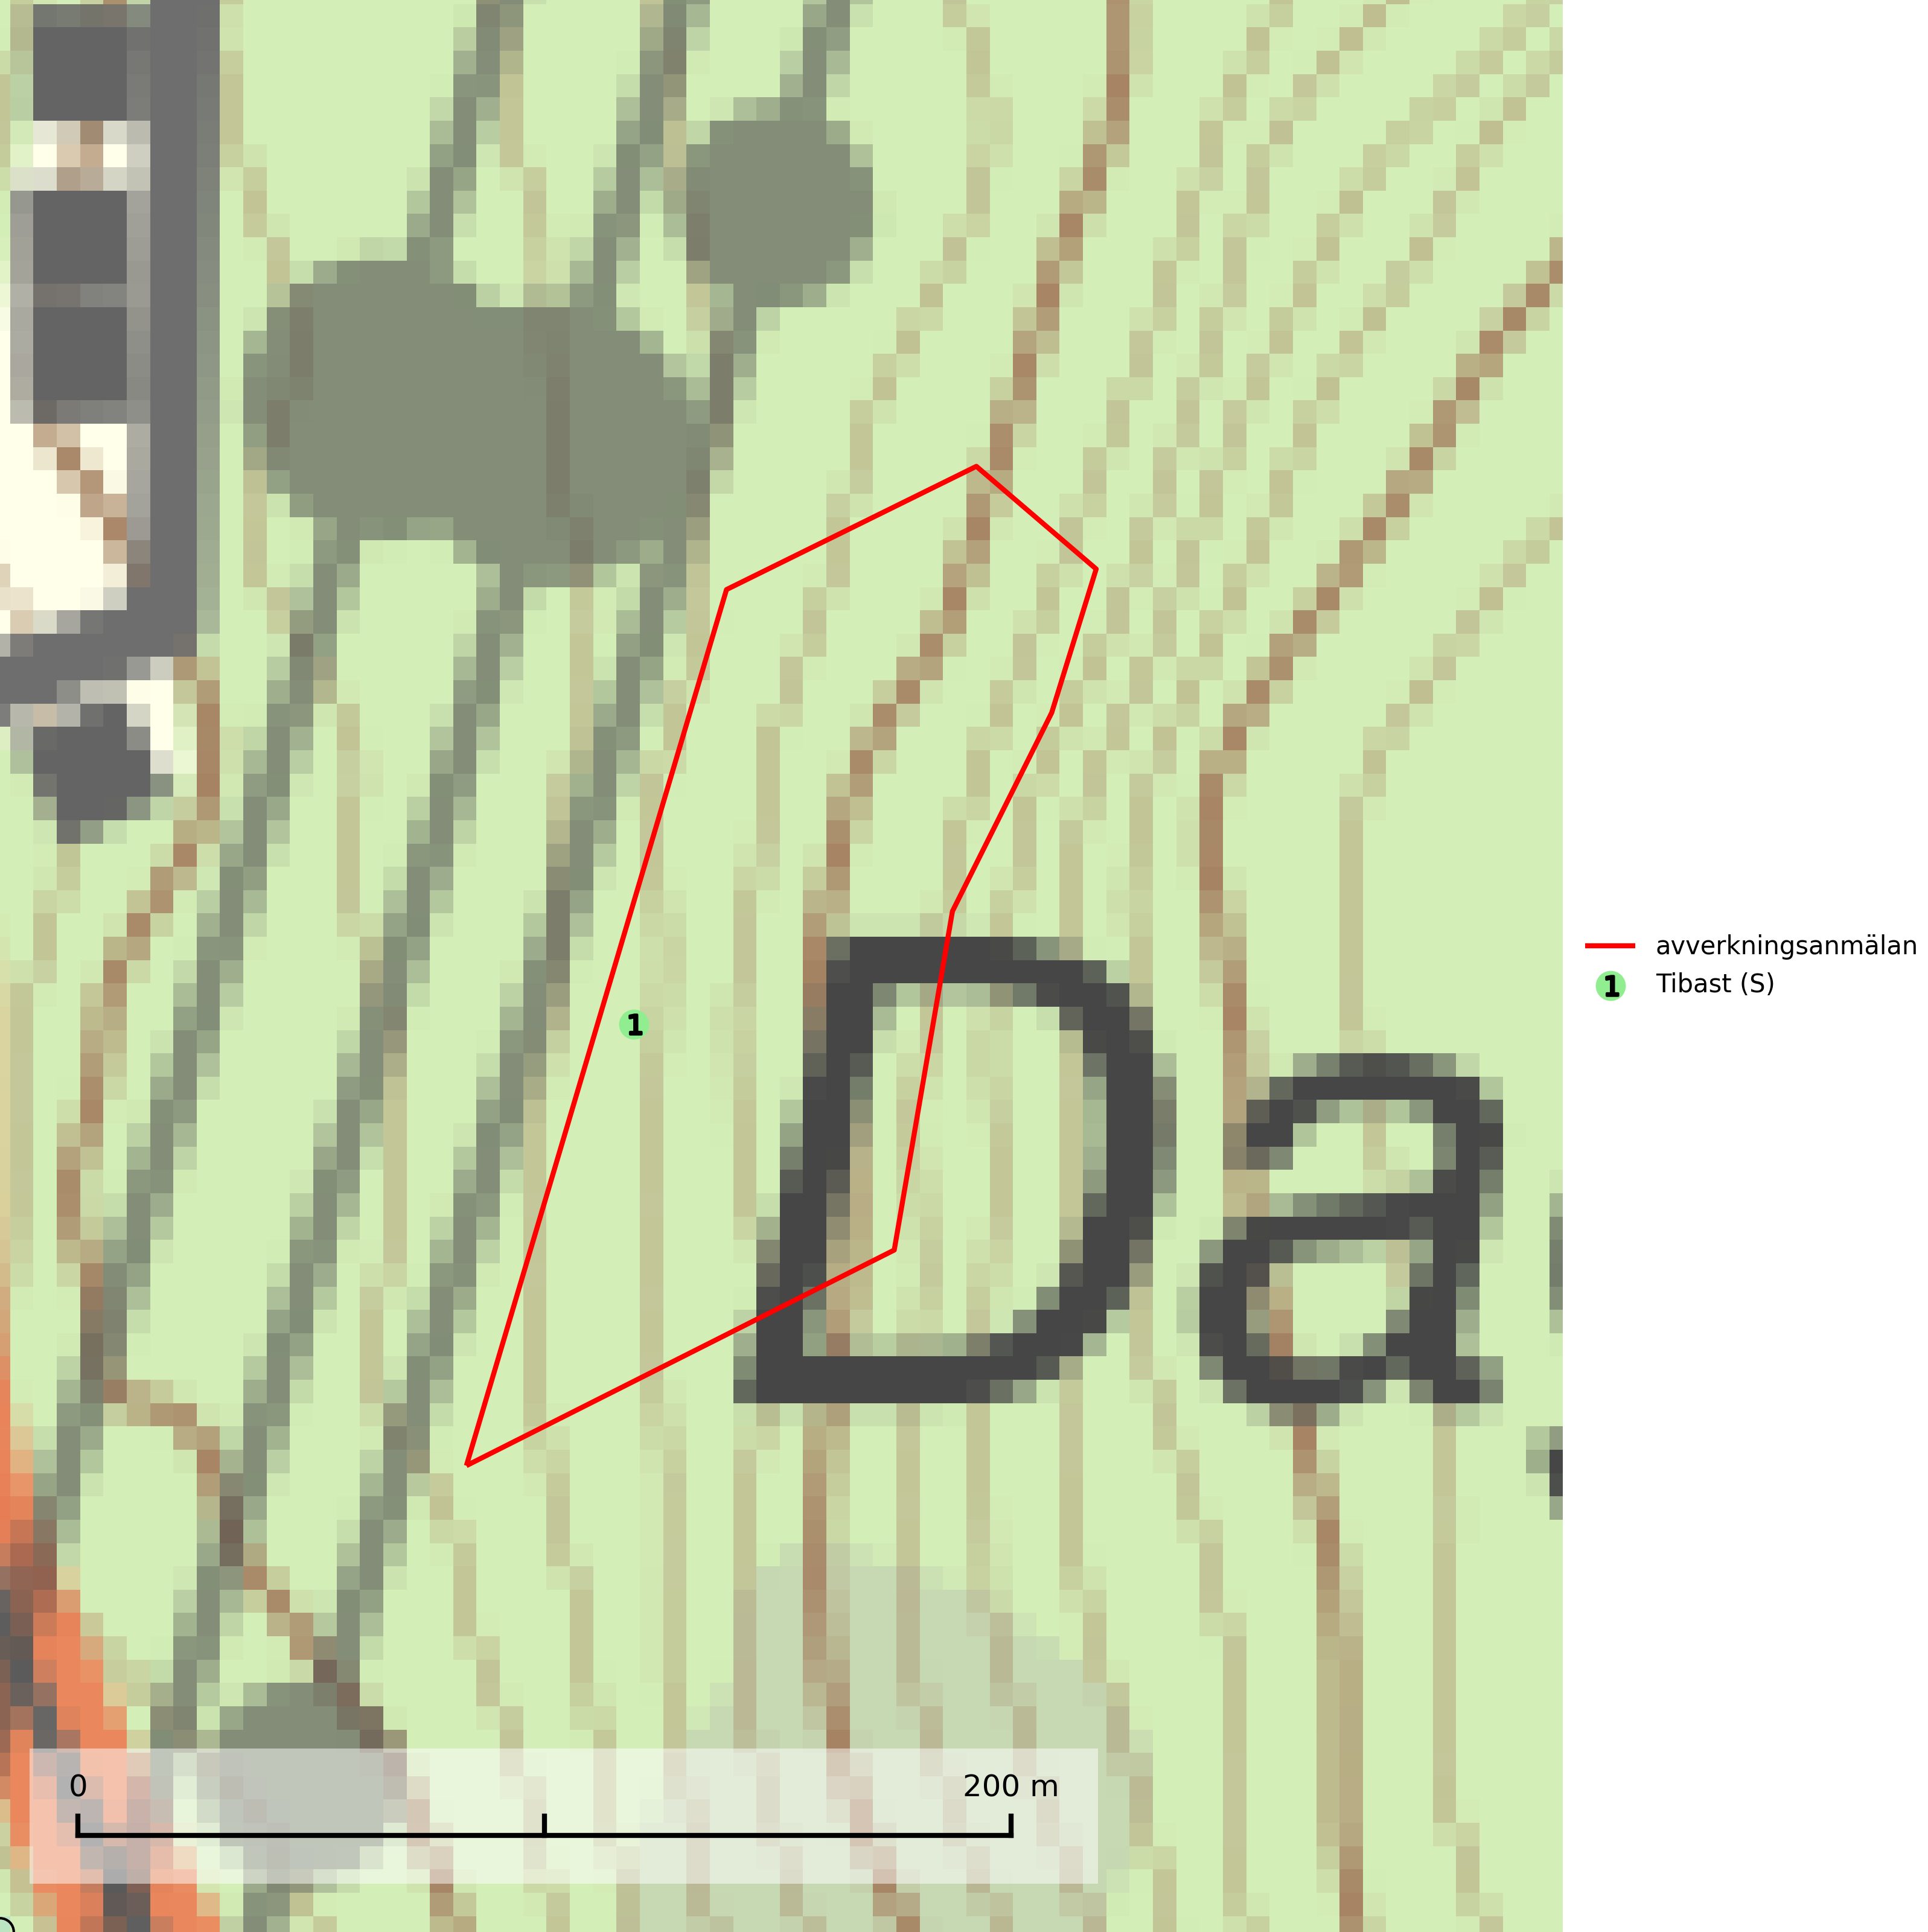 Da
avverkningsanmälan
1 Tibast (S)
1
0 200 m